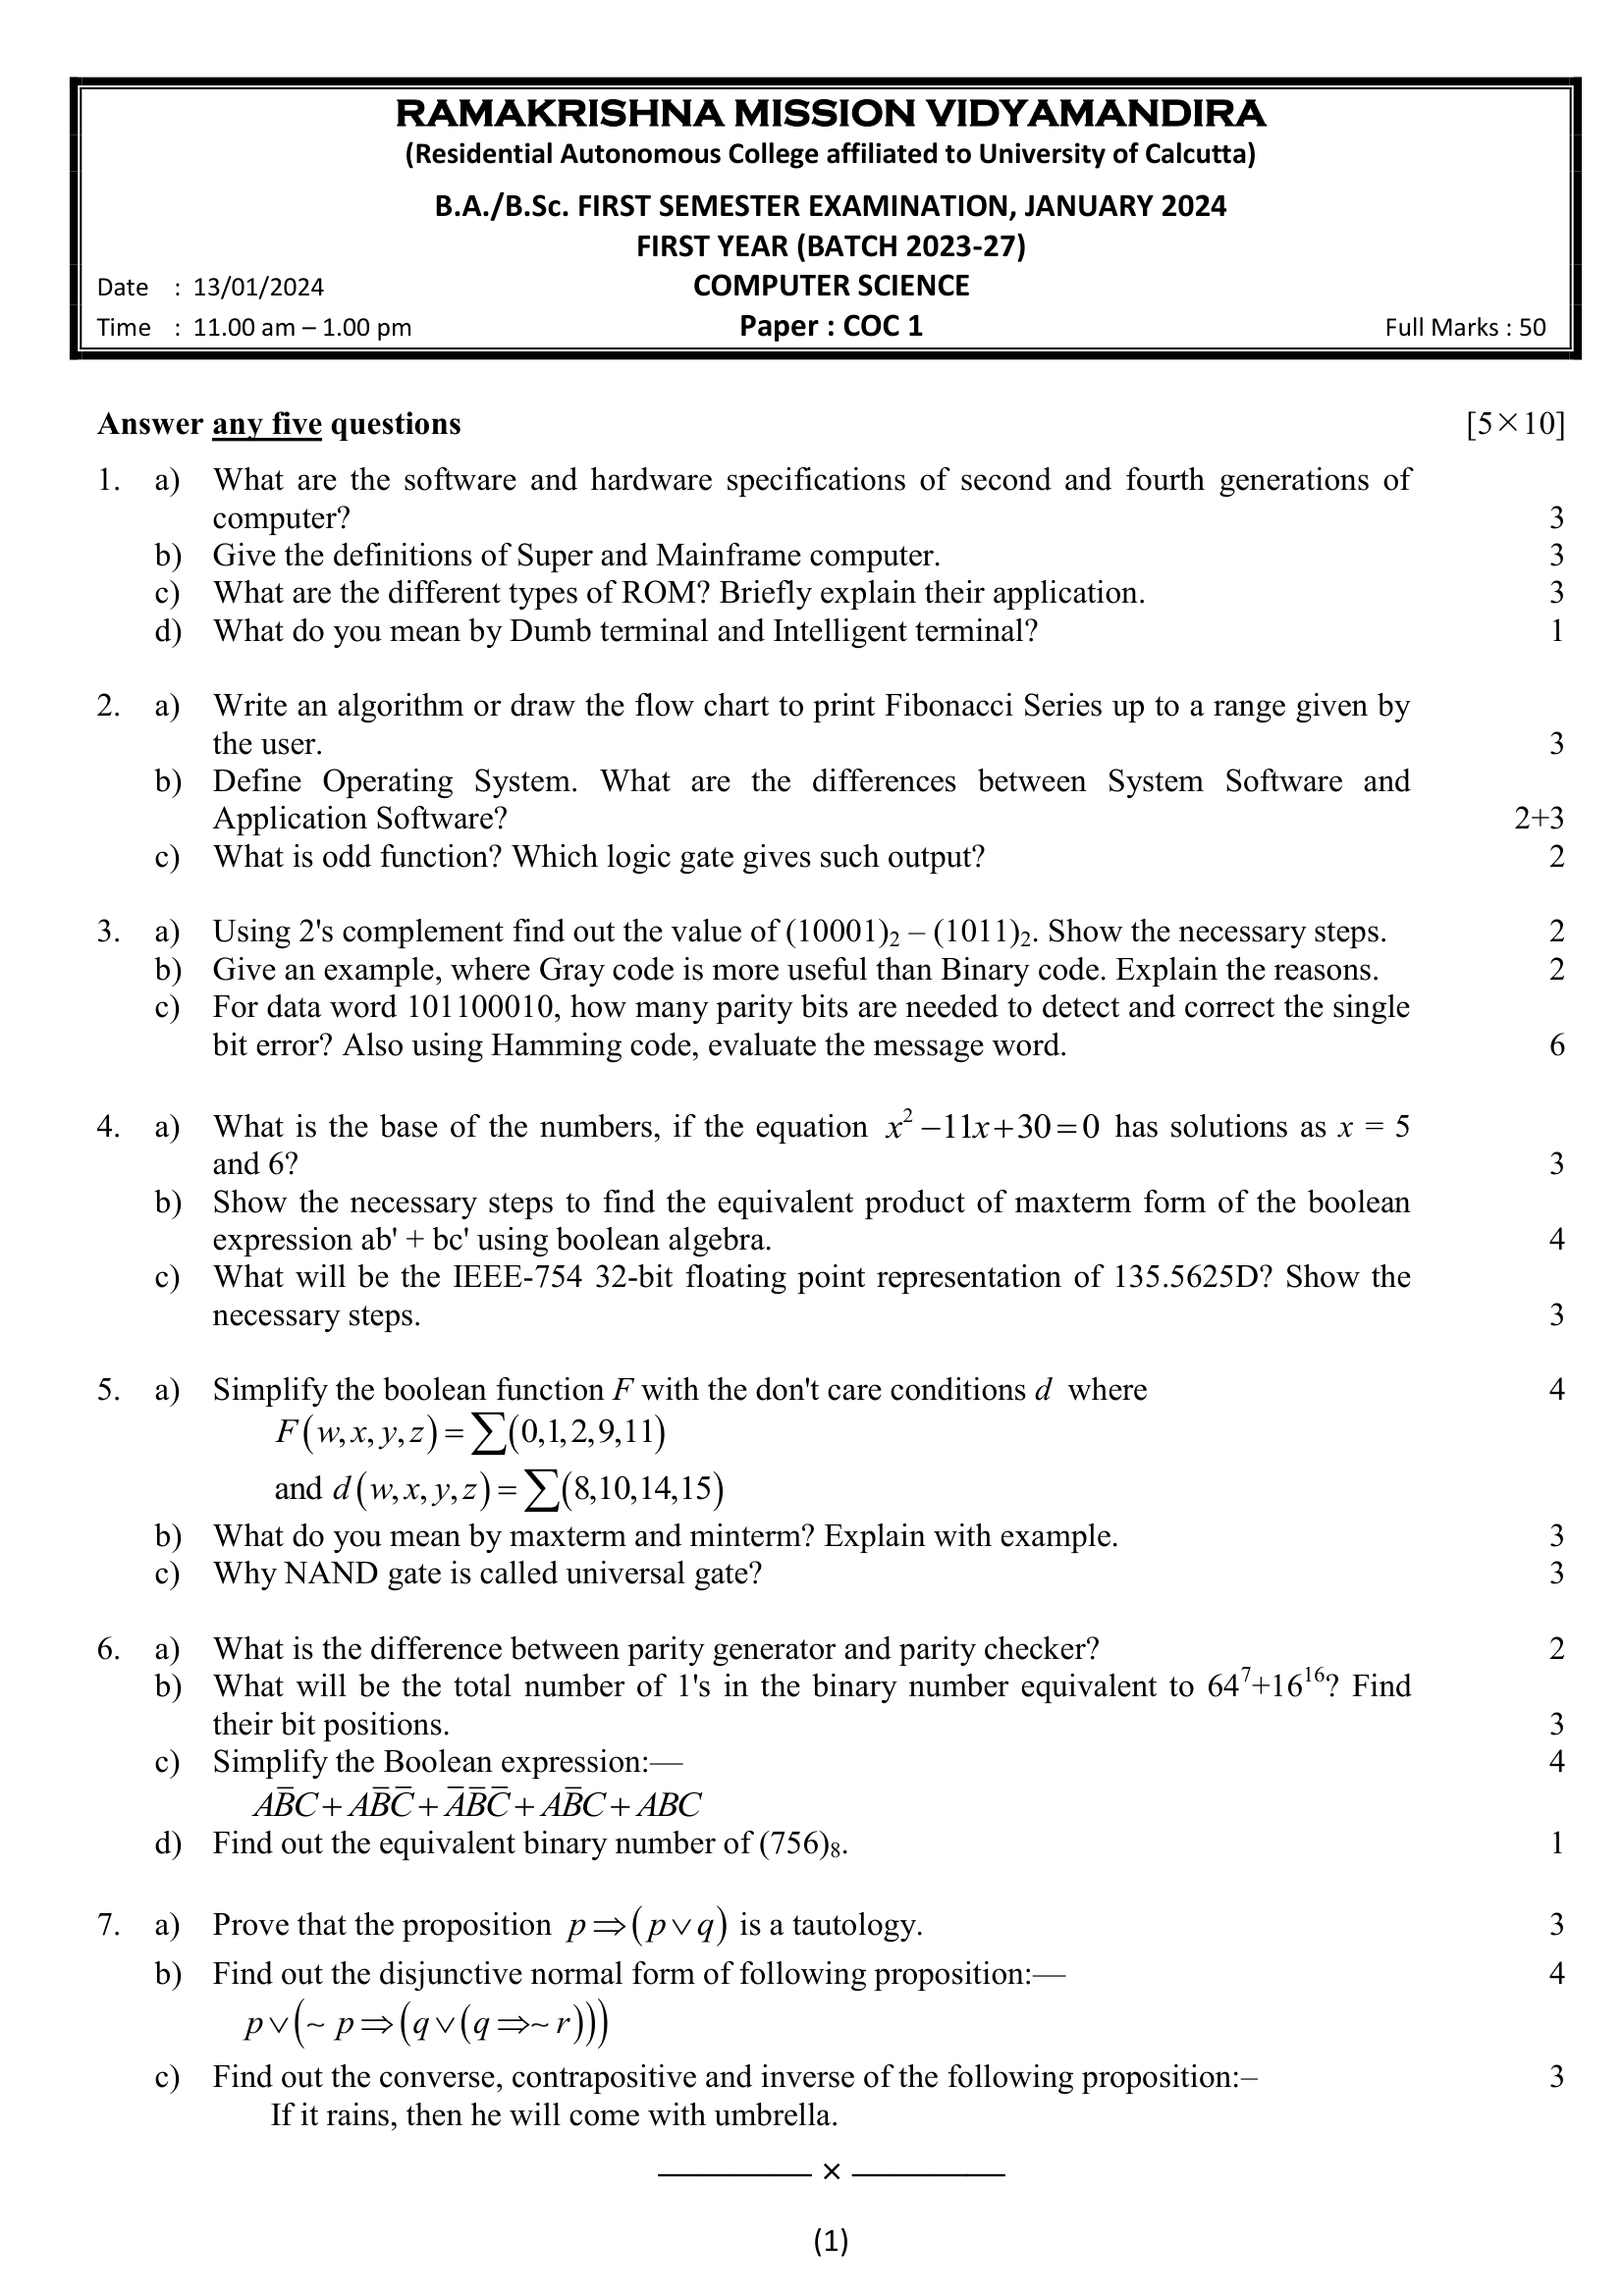 RAMAKRISHNA MISSION VIDYAMANDIRA
(Residential Autonomous College affiliated to University of Calcutta)
B.A./B.Sc. FIRST SEMESTER EXAMINATION, JANUARY 2024
FIRST YEAR (BATCH 2023-27)
Date : 13/01/2024 COMPUTER SCIENCE
Time : 11.00 am – 1.00 pm Paper : COC 1 Full Marks : 50
Answer any five questions [5×10]
1. a) What are the software and hardware specifications of second and fourth generations of
computer? 3
b) Give the definitions of Super and Mainframe computer. 3
c) What are the different types of ROM? Briefly explain their application. 3
d) What do you mean by Dumb terminal and Intelligent terminal? 1
2. a) Write an algorithm or draw the flow chart to print Fibonacci Series up to a range given by
the user. 3
b) Define Operating System. What are the differences between System Software and
Application Software? 2+3
c) What is odd function? Which logic gate gives such output? 2
3. a) Using 2's complement find out the value of (10001)₂ – (1011)₂. Show the necessary steps. 2
b) Give an example, where Gray code is more useful than Binary code. Explain the reasons. 2
c) For data word 101100010, how many parity bits are needed to detect and correct the single
bit error? Also using Hamming code, evaluate the message word. 6
4. a) What is the base of the numbers, if the equation x² −11x+30=0 has solutions as x = 5
and 6? 3
b) Show the necessary steps to find the equivalent product of maxterm form of the boolean
expression ab' + bc' using boolean algebra. 4
c) What will be the IEEE-754 32-bit floating point representation of 135.5625D? Show the
necessary steps. 3
5. a) Simplify the boolean function F with the don't care conditions d where 4
F(w,x,y,z)=∑(0,1,2,9,11)
and d(w,x,y,z)=∑(8,10,14,15)
b) What do you mean by maxterm and minterm? Explain with example. 3
c) Why NAND gate is called universal gate? 3
6. a) What is the difference between parity generator and parity checker? 2
b) What will be the total number of 1's in the binary number equivalent to 64⁷+16¹⁶? Find
their bit positions. 3
c) Simplify the Boolean expression:— 4
AB̅C+AB̅C̅+A̅B̅C̅+AB̅C+ABC
d) Find out the equivalent binary number of (756)₈. 1
7. a) Prove that the proposition p⇒(p∨q) is a tautology. 3
b) Find out the disjunctive normal form of following proposition:— 4
p∨(~ p⇒(q∨(q⇒~ r)))
c) Find out the converse, contrapositive and inverse of the following proposition:– 3
If it rains, then he will come with umbrella.
———— × ————
(1)